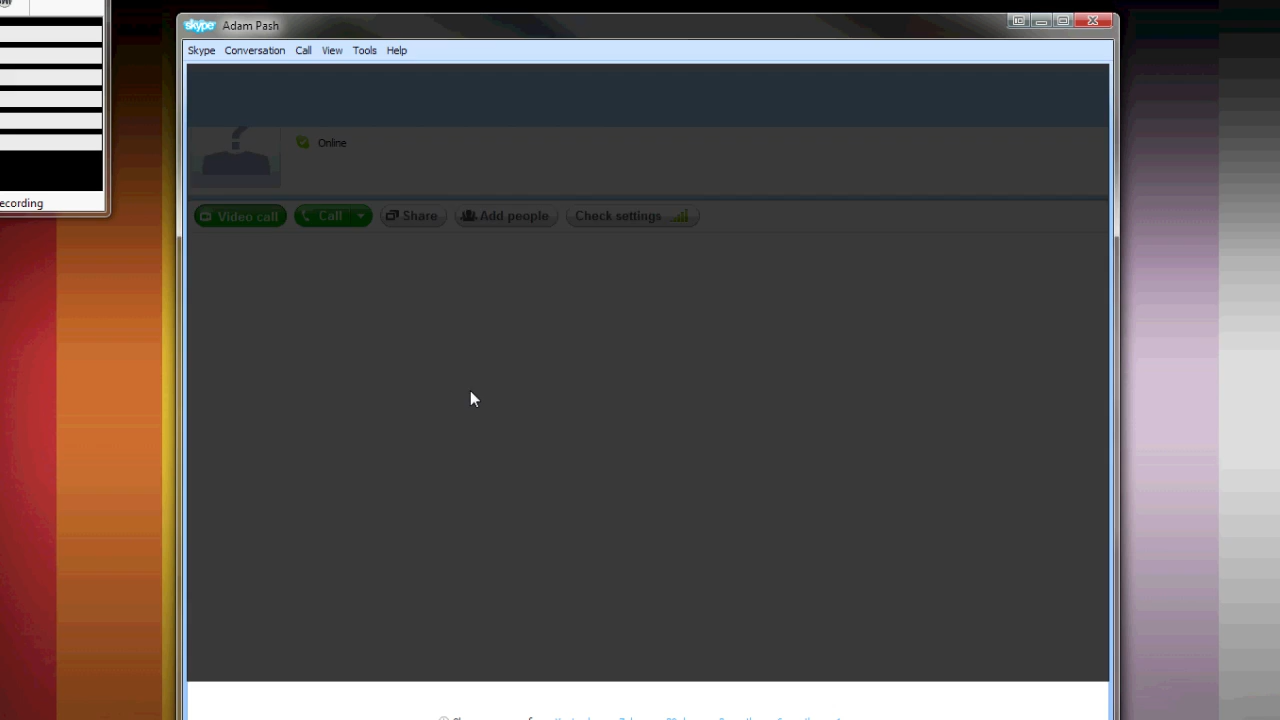 skype Adam Pash
Skype Conversation Call View Tools Help
Online
Video call Call Share Add people Check settings
ecording